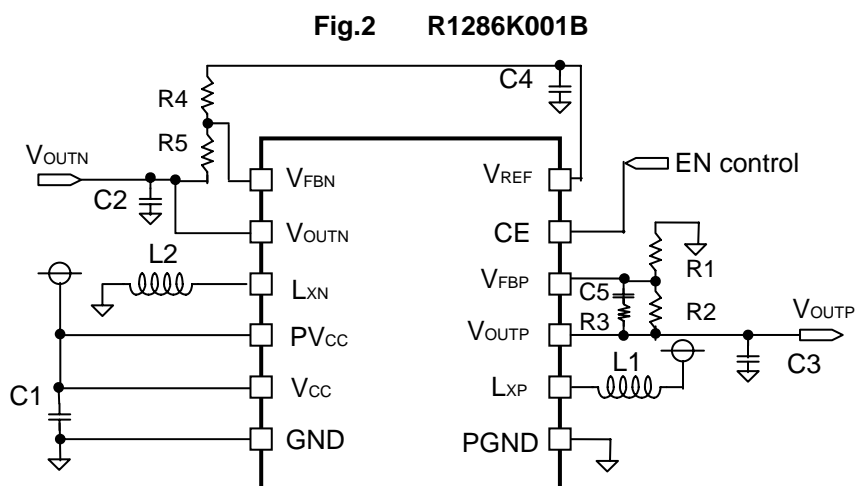 Fig.2 R1286K001B
C4
R4
R5
VOUTN
VFBN
VREF
EN control
C2
VOUTN
CE
L2
R1
LXN
VFBP
C5
R2
VOUTP
R3
PVCC
VOUTP
L1
C3
C1
VCC
LXP
GND
PGND